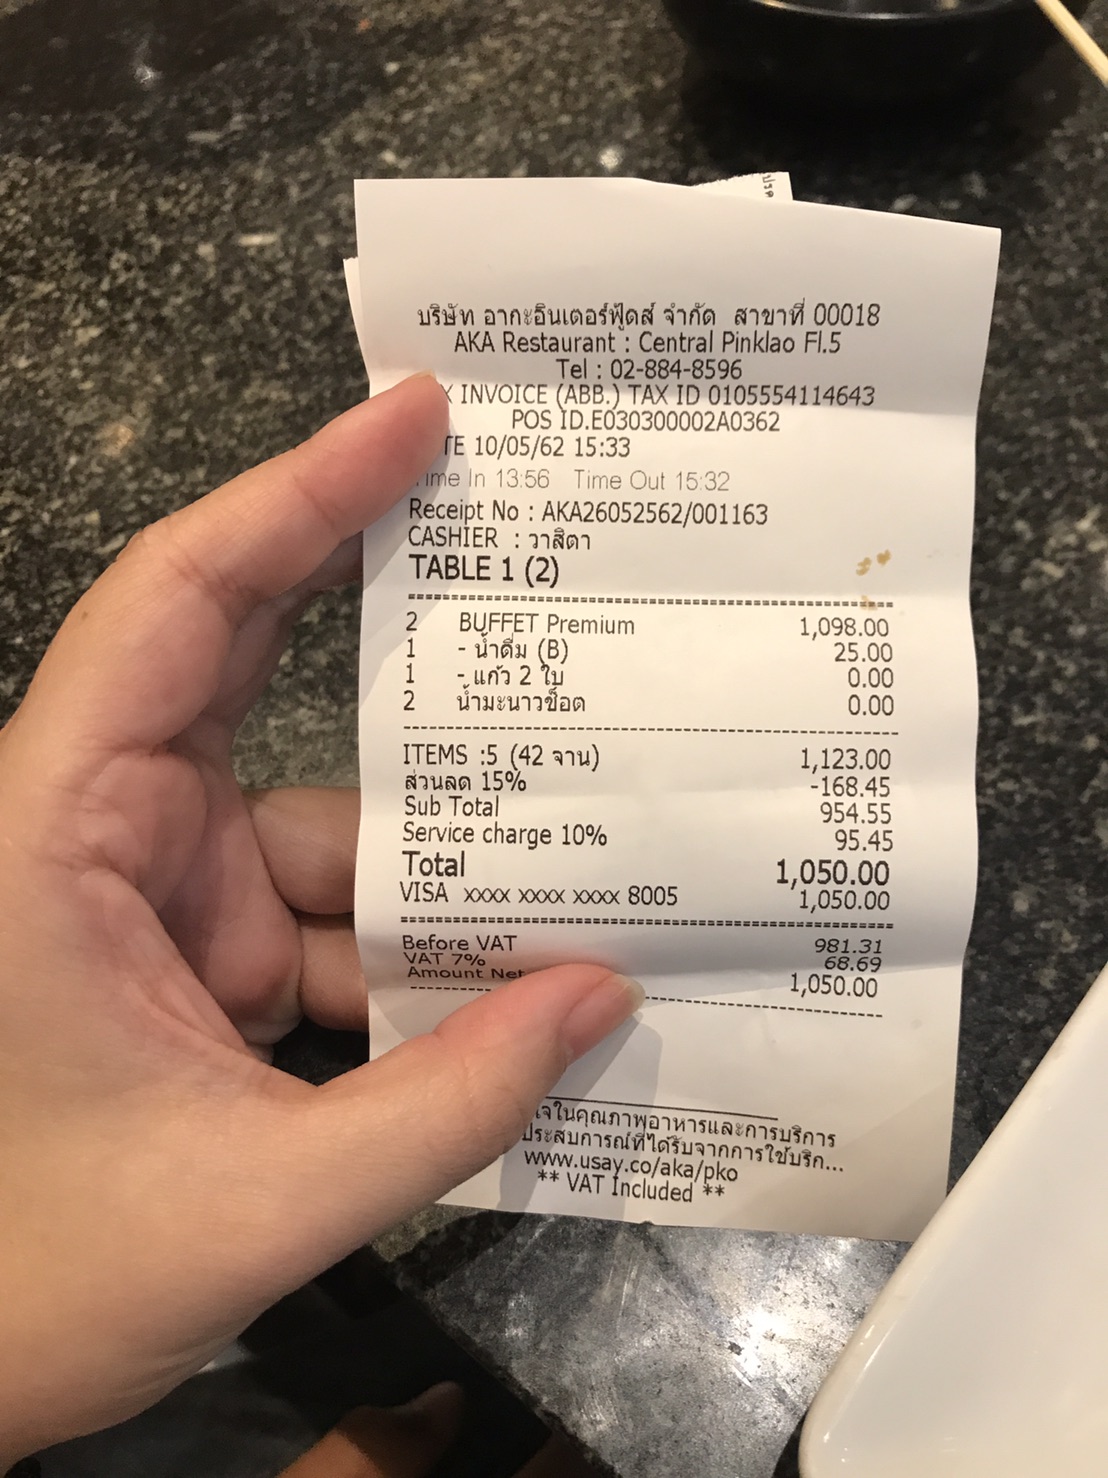 บริษัท อากะอินเตอร์ฟู้ดส์ จำกัด สาขาที่ 00018
AKA Restaurant : Central Pinklao Fl.5
Tel : 02-884-8596
X INVOICE (ABB.) TAX ID 0105554114643
POS ID.E030300002A0362
TE 10/05/62 15:33
ime In 13:56 Time Out 15:32
Receipt No : AKA26052562/001163
CASHIER : วาสิตา
TABLE 1 (2)
2 BUFFET Premium 1,098.00
1 - น้ำดื่ม (B) 25.00
1 - แก้ว 2 ใบ 0.00
2 น้ำมะนาวช็อต 0.00
ITEMS :5 (42 จาน) 1,123.00
ส่วนลด 15% -168.45
Sub Total 954.55
Service charge 10% 95.45
Total 1,050.00
VISA xxxx xxxx xxxx 8005 1,050.00
Before VAT 981.31
VAT 7% 68.69
Amount Net 1,050.00
ใจในคุณภาพอาหารและการบริการ
ประสบการณ์ที่ได้รับจากการใช้บริก...
www.usay.co/aka/pko
** VAT Included **